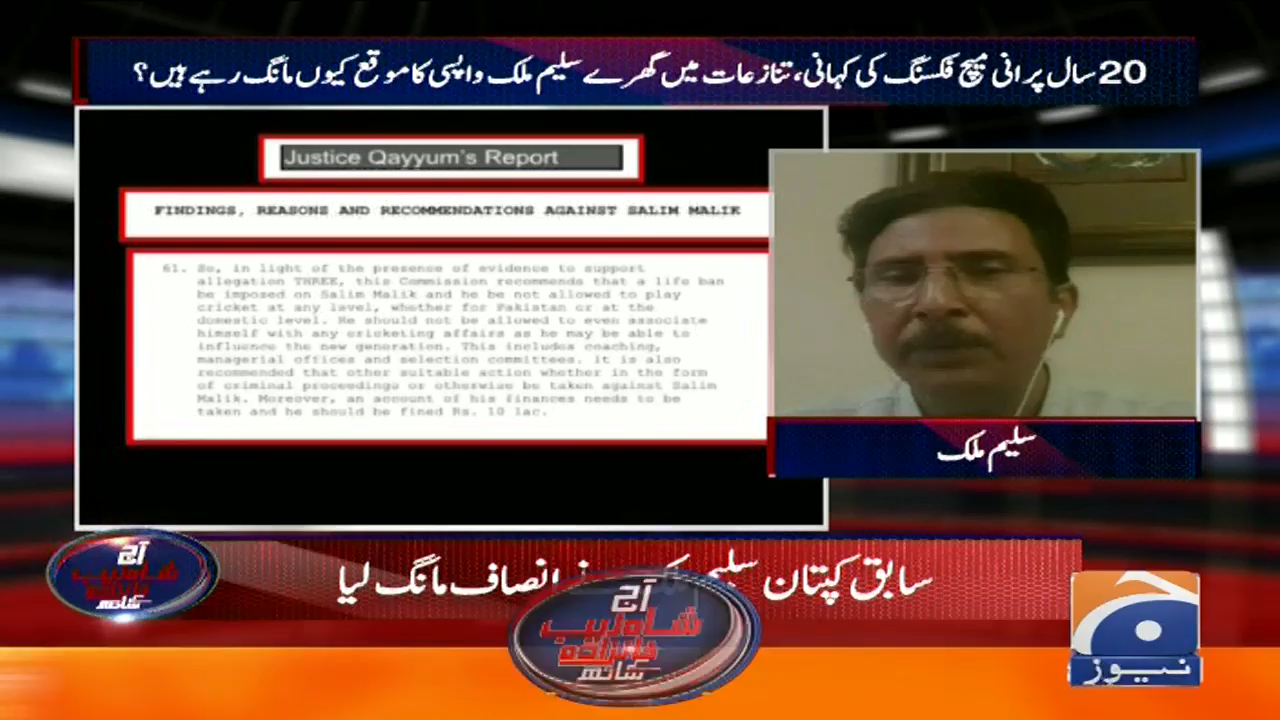 20 سال پرانی میچ فکسنگ کی کہانی، تنازعات میں گھرے سلیم ملک واپسی کا موقع کیوں مانگ رہے ہیں؟
Justice Qayyum's Report
FINDINGS, REASONS AND RECOMMENDATIONS AGAINST SALIM MALIK
61. So, in light of the presence of evidence to support
allegation THREE, this Commission recommends that a life ban
be imposed on Salim Malik and he be not allowed to play
cricket at any level, whether for Pakistan or at the
domestic level. He should not be allowed to even associate
himself with any cricketing affairs as he may be able to
influence the new generation. This includes coaching,
managerial offices and selection committees. It is also
recommended that other suitable action whether in the form
of criminal proceedings or otherwise be taken against Salim
Malik. Moreover, an account of his finances needs to be
taken and he should be fined Rs. 10 lac.
سلیم ملک
سابق کپتان سلیم انصاف مانگ لیا
آج
شاہزیب
خانزادہ
کے ساتھ
آج
شاہزیب
خانزادہ
کے ساتھ
نیوز